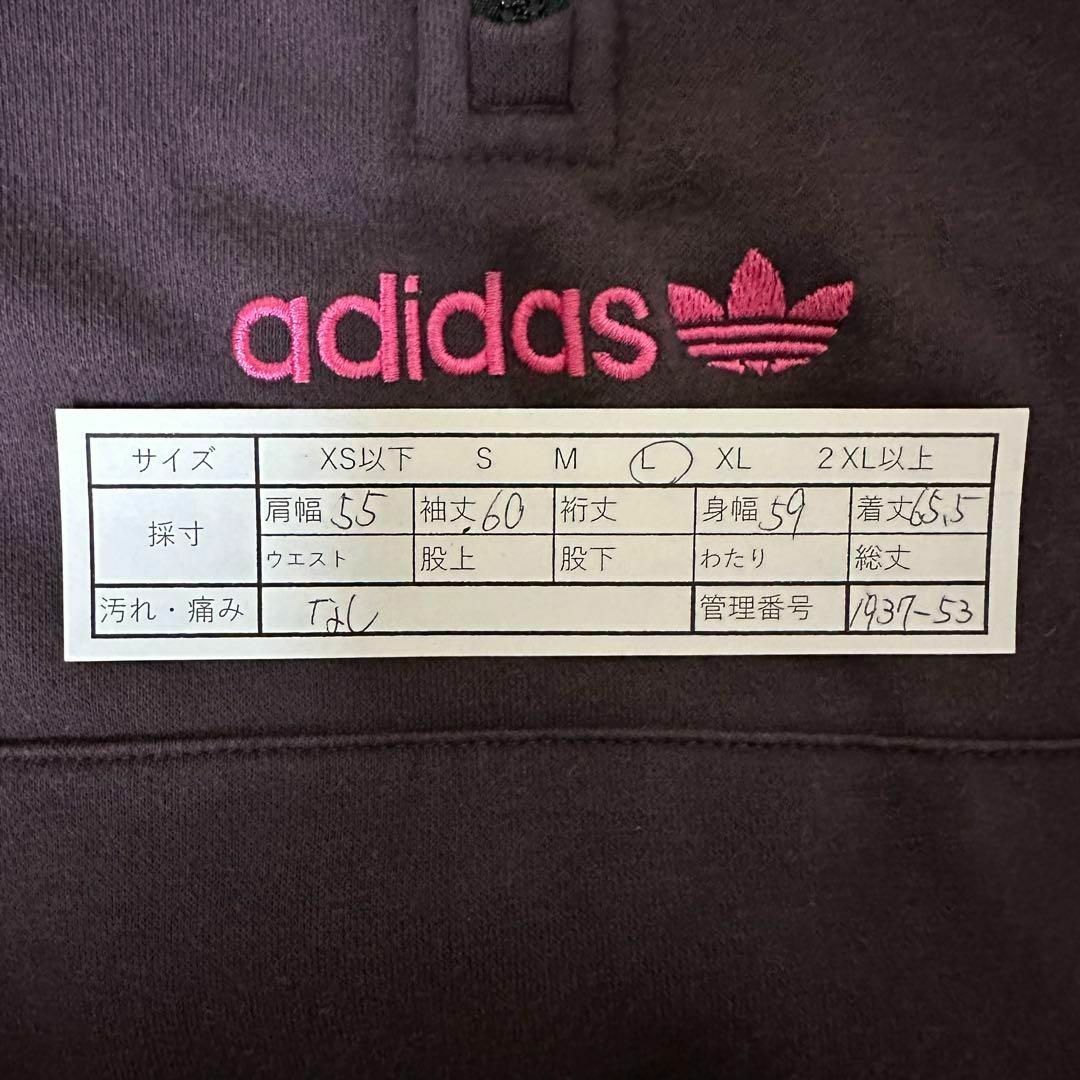 adidas
サイズ XS以下 S M L XL 2XL以上
採寸 肩幅 55 袖丈 60 裄丈 身幅 59 着丈 65.5
ウエスト 股上 股下 わたり 総丈
汚れ・痛み なし 管理番号 1937-53